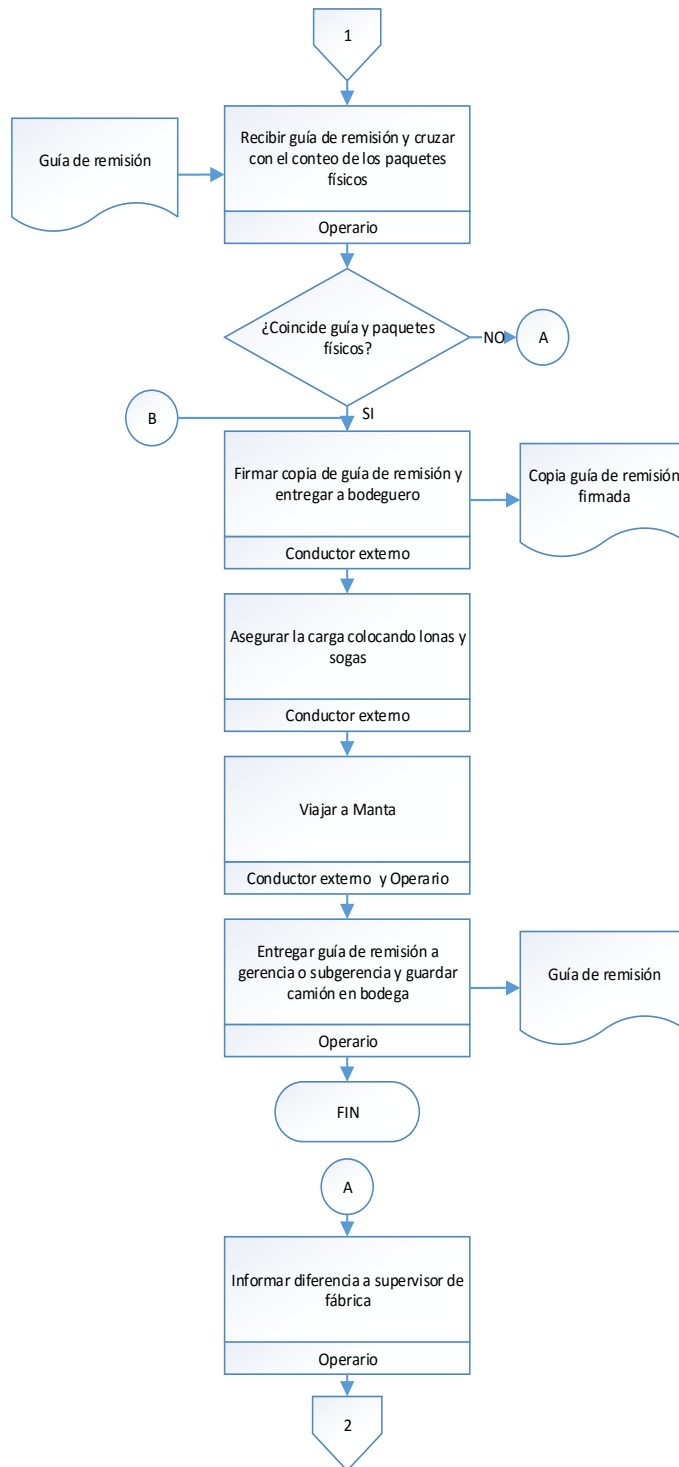 1
Guía de remisión
Recibir guía de remisión y cruzar
con el conteo de los paquetes
físicos
Operario
¿Coincide guía y paquetes
físicos?
NO
A
B
SI
Firmar copia de guía de remisión y
entregar a bodeguero
Conductor externo
Copia guía de remisión
firmada
Asegurar la carga colocando lonas y
sogas
Conductor externo
Viajar a Manta
Conductor externo y Operario
Entregar guía de remisión a
gerencia o subgerencia y guardar
camión en bodega
Operario
Guía de remisión
FIN
A
Informar diferencia a supervisor de
fábrica
Operario
2